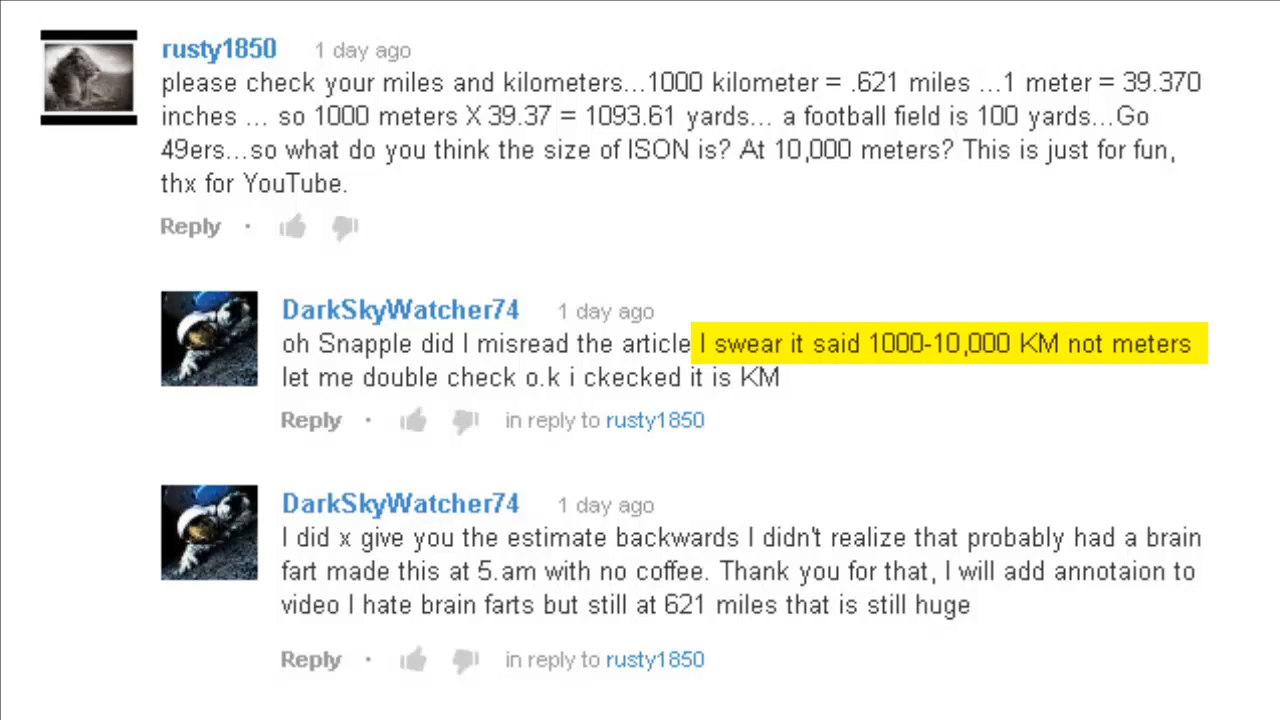 rusty1850 1 day ago
please check your miles and kilometers...1000 kilometer = .621 miles ...1 meter = 39.370
inches ... so 1000 meters X 39.37 = 1093.61 yards... a football field is 100 yards...Go
49ers...so what do you think the size of ISON is? At 10,000 meters? This is just for fun,
thx for YouTube.
Reply ·
DarkSkyWatcher74 1 day ago
oh Snapple did I misread the article I swear it said 1000-10,000 KM not meters
let me double check o.k i ckecked it is KM
Reply · in reply to rusty1850
DarkSkyWatcher74 1 day ago
I did x give you the estimate backwards I didn't realize that probably had a brain
fart made this at 5.am with no coffee. Thank you for that, I will add annotaion to
video I hate brain farts but still at 621 miles that is still huge
Reply · in reply to rusty1850